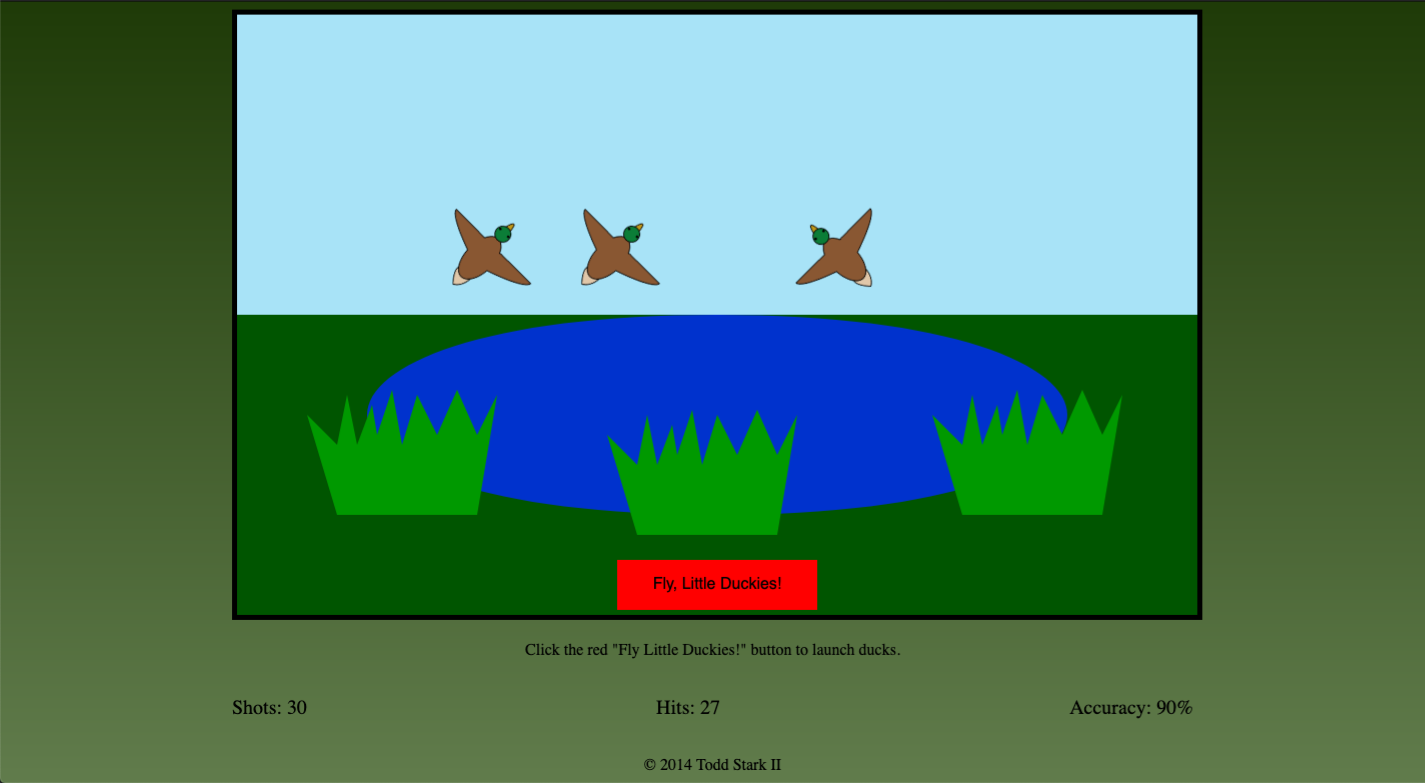 Fly, Little Duckies!
Click the red "Fly Little Duckies!" button to launch ducks.
Shots: 30
Hits: 27
Accuracy: 90%
© 2014 Todd Stark II